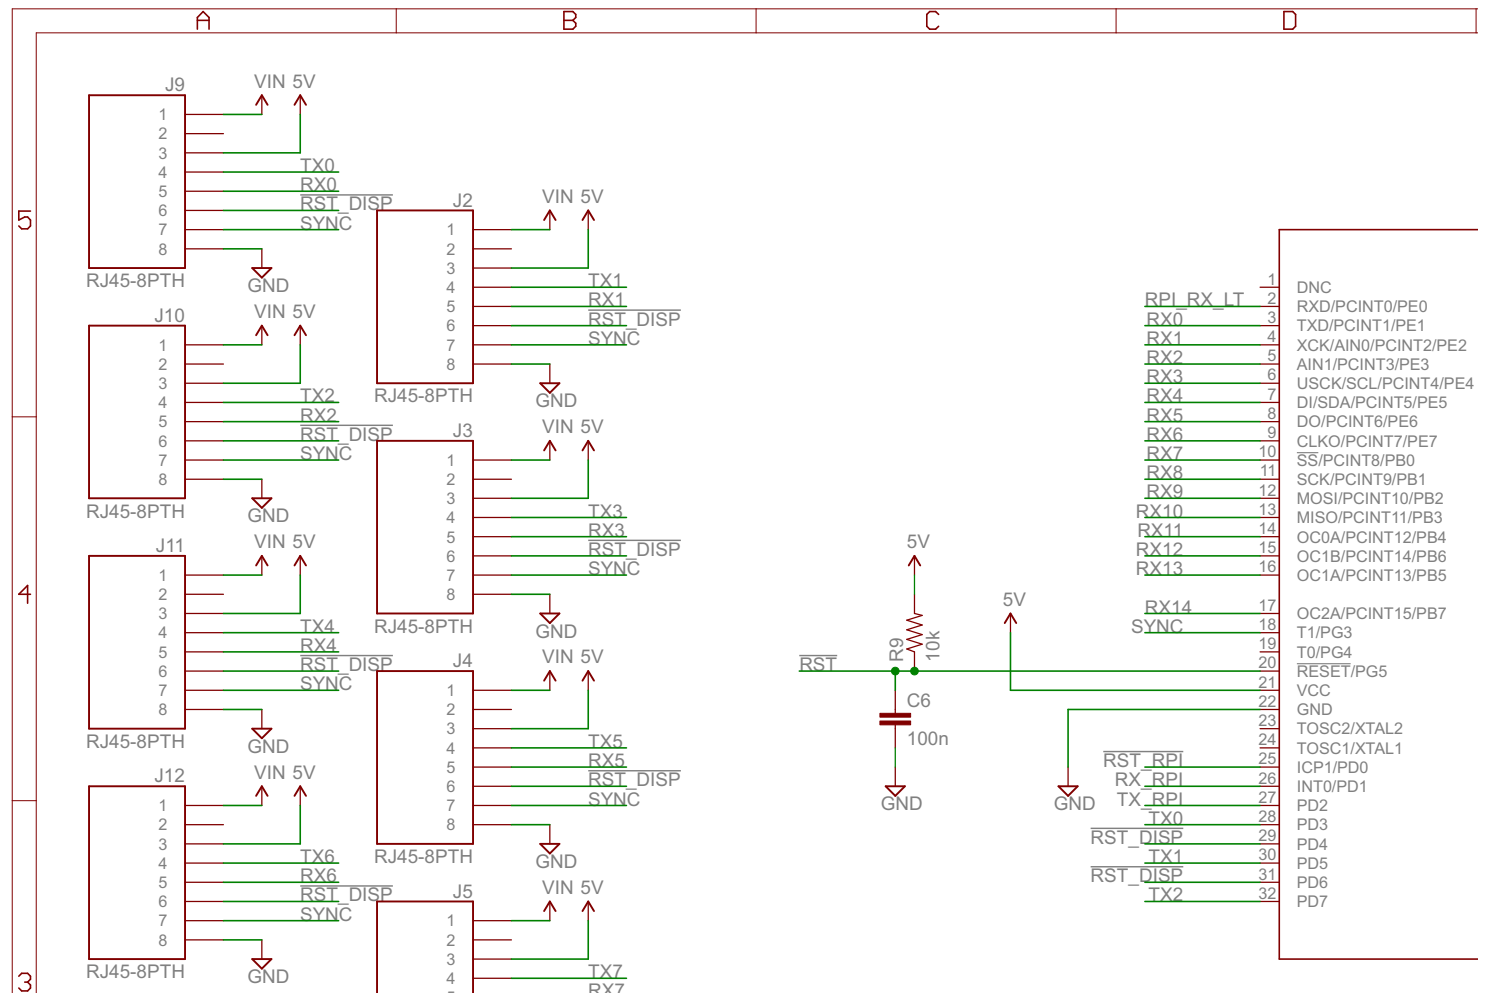 A B C D
5
4
3
J9
VIN 5V
1
2
3
4 TX0
5 RX0
6 RST_DISP
7 SYNC
8
RJ45-8PTH
GND
J10
VIN 5V
1
2
3
4 TX2
5 RX2
6 RST_DISP
7 SYNC
8
RJ45-8PTH
GND
J11
VIN 5V
1
2
3
4 TX4
5 RX4
6 RST_DISP
7 SYNC
8
RJ45-8PTH
GND
J12
VIN 5V
1
2
3
4 TX6
5 RX6
6 RST_DISP
7 SYNC
8
RJ45-8PTH
GND
J2
VIN 5V
1
2
3
4 TX1
5 RX1
6 RST_DISP
7 SYNC
8
RJ45-8PTH
GND
J3
VIN 5V
1
2
3
4 TX3
5 RX3
6 RST_DISP
7 SYNC
8
RJ45-8PTH
GND
J4
VIN 5V
1
2
3
4 TX5
5 RX5
6 RST_DISP
7 SYNC
8
RJ45-8PTH
GND
J5
VIN 5V
1
2
3
4 TX7
RX7
5V
R9
10k
RST
C6
100n
GND
5V
GND
1 DNC
RPI_RX_LT 2 RXD/PCINT0/PE0
RX0 3 TXD/PCINT1/PE1
RX1 4 XCK/AIN0/PCINT2/PE2
RX2 5 AIN1/PCINT3/PE3
RX3 6 USCK/SCL/PCINT4/PE4
RX4 7 DI/SDA/PCINT5/PE5
RX5 8 DO/PCINT6/PE6
RX6 9 CLKO/PCINT7/PE7
RX7 10 SS/PCINT8/PB0
RX8 11 SCK/PCINT9/PB1
RX9 12 MOSI/PCINT10/PB2
RX10 13 MISO/PCINT11/PB3
RX11 14 OC0A/PCINT12/PB4
RX12 15 OC1B/PCINT14/PB6
RX13 16 OC1A/PCINT13/PB5
RX14 17 OC2A/PCINT15/PB7
SYNC 18 T1/PG3
19 T0/PG4
20 RESET/PG5
21 VCC
22 GND
23 TOSC2/XTAL2
24 TOSC1/XTAL1
RST_RPI 25 ICP1/PD0
RX_RPI 26 INT0/PD1
TX_RPI 27 PD2
TX0 28 PD3
RST_DISP 29 PD4
TX1 30 PD5
RST_DISP 31 PD6
TX2 32 PD7